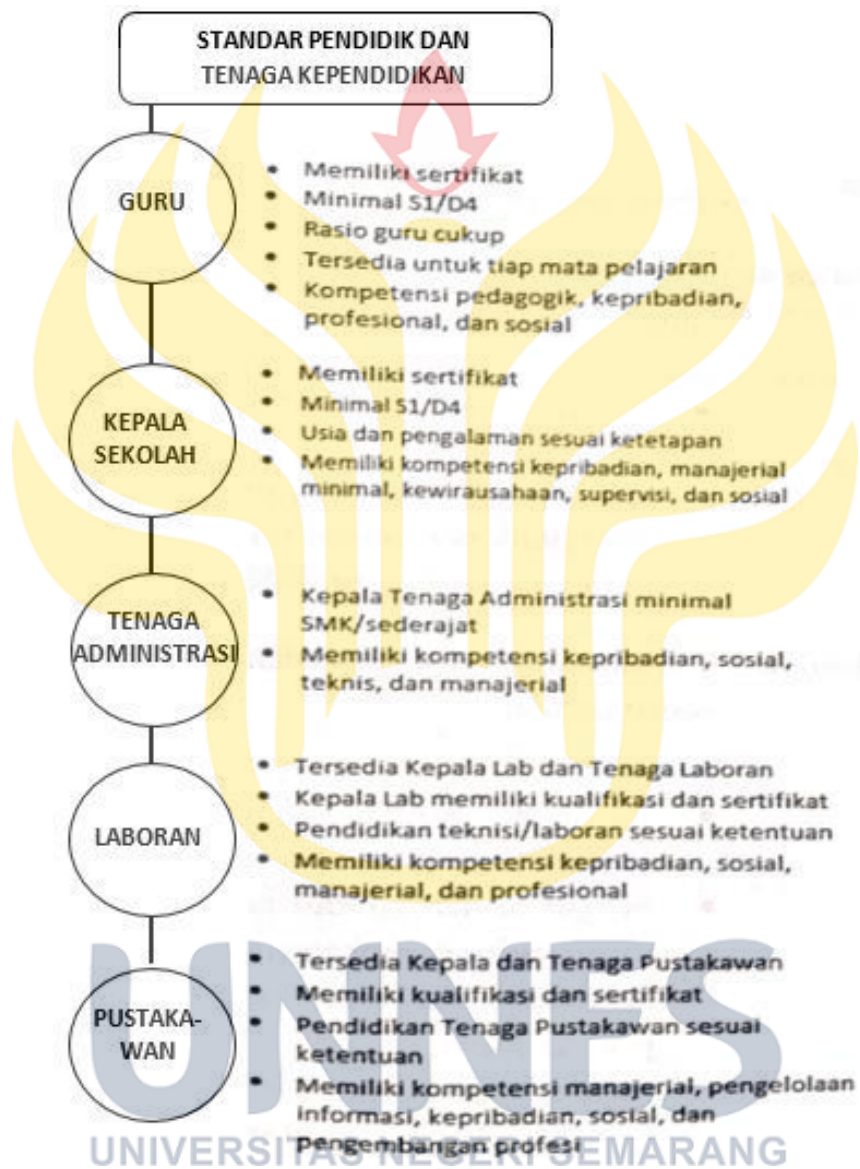 STANDAR PENDIDIK DAN
TENAGA KEPENDIDIKAN
GURU
• Memiliki sertifikat
• Minimal S1/D4
• Rasio guru cukup
• Tersedia untuk tiap mata pelajaran
• Kompetensi pedagogik, kepribadian,
profesional, dan sosial
KEPALA
SEKOLAH
• Memiliki sertifikat
• Minimal S1/D4
• Usia dan pengalaman sesuai ketetapan
• Memiliki kompetensi kepribadian, manajerial
minimal, kewirausahaan, supervisi, dan sosial
TENAGA
ADMINISTRASI
• Kepala Tenaga Administrasi minimal
SMK/sederajat
• Memiliki kompetensi kepribadian, sosial,
teknis, dan manajerial
LABORAN
• Tersedia Kepala Lab dan Tenaga Laboran
• Kepala Lab memiliki kualifikasi dan sertifikat
• Pendidikan teknisi/laboran sesuai ketentuan
• Memiliki kompetensi kepribadian, sosial,
manajerial, dan profesional
PUSTAKA-
WAN
• Tersedia Kepala dan Tenaga Pustakawan
• Memiliki kualifikasi dan sertifikat
• Pendidikan Tenaga Pustakawan sesuai
ketentuan
• Memiliki kompetensi manajerial, pengelolaan
informasi, kepribadian, sosial, dan
pengembangan profesi
UNNES
UNIVERSITAS NEGERI SEMARANG